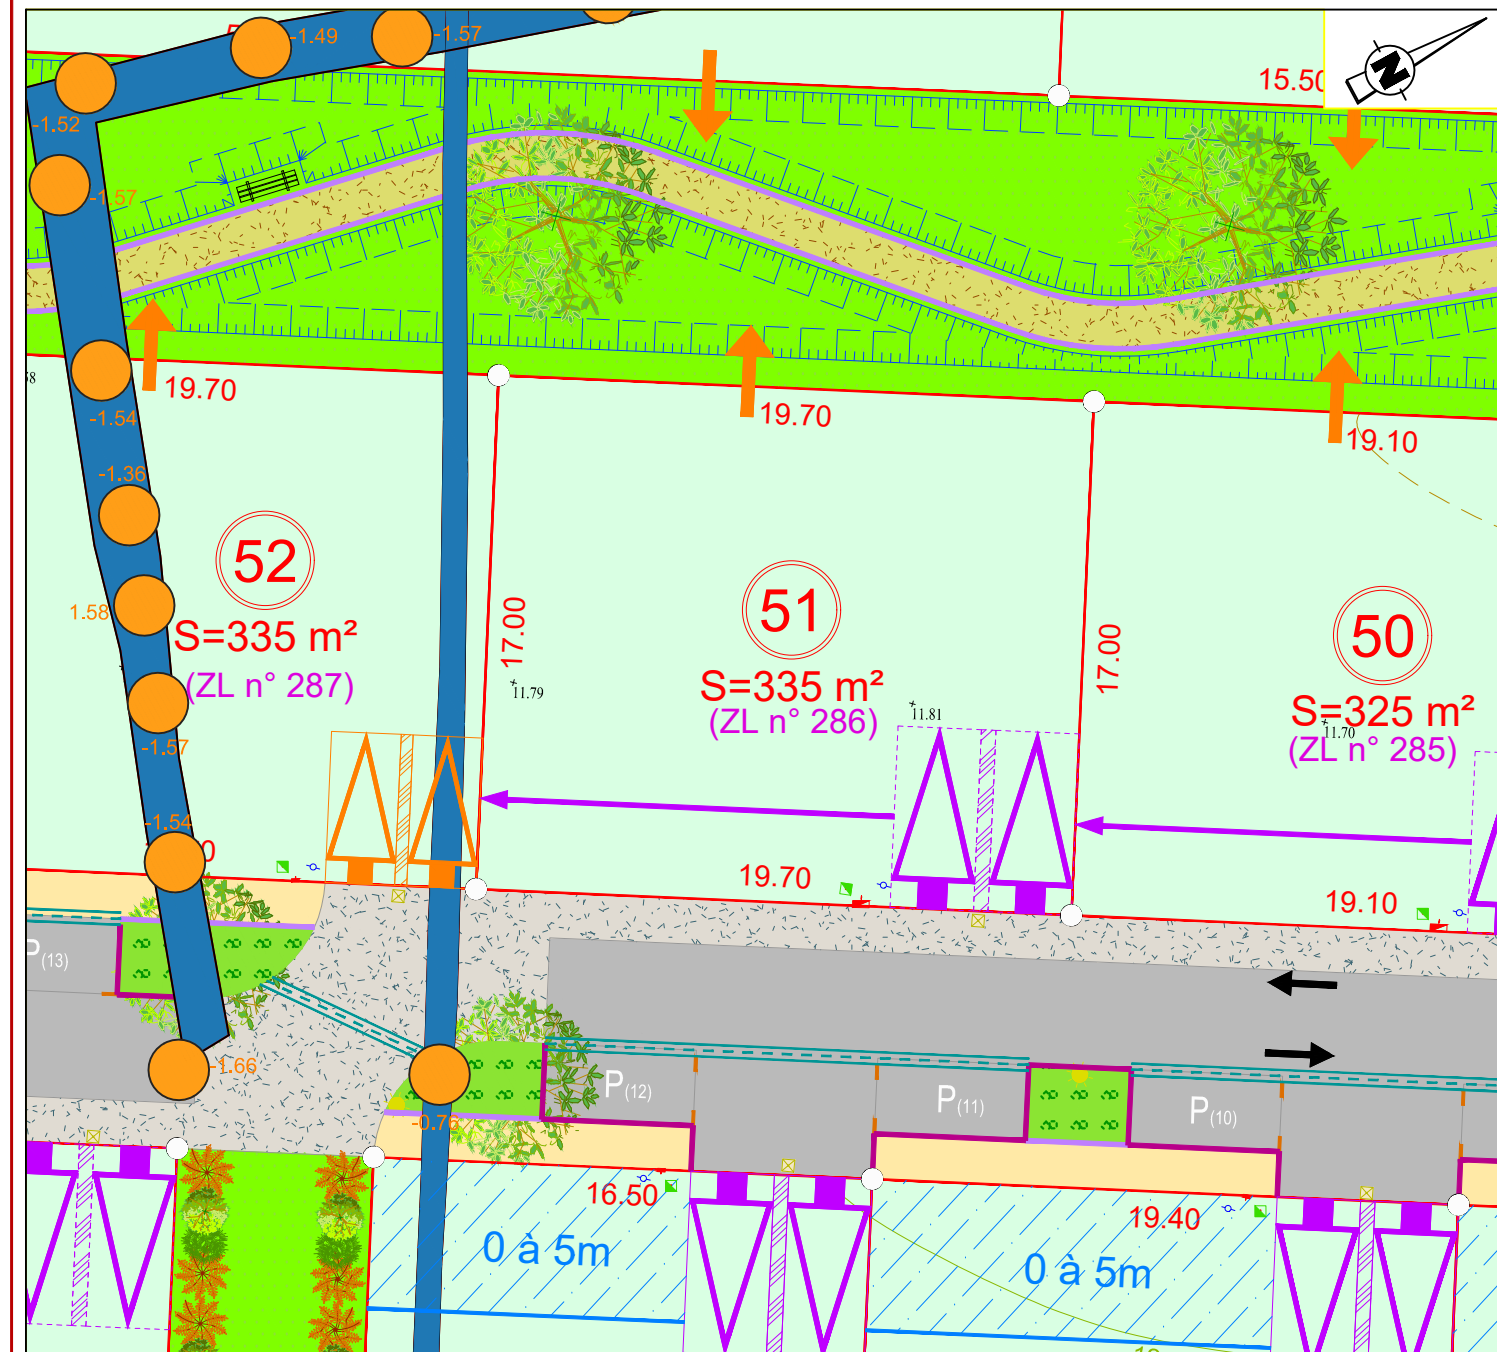 -1.49
-1.57
15.50
N
-1.52
-1.57
19.70
19.70
19.10
-1.54
-1.36
52
S=335 m²
(ZL n° 287)
1.58
17.00
11.79
51
S=335 m²
(ZL n° 286)
11.81
17.00
50
S=325 m²
11.70
(ZL n° 285)
-1.57
-1.54
0
19.70
19.10
P(13)
-1.66
P(12)
P(11)
P(10)
-0.76
16.50
19.40
0 à 5m
0 à 5m